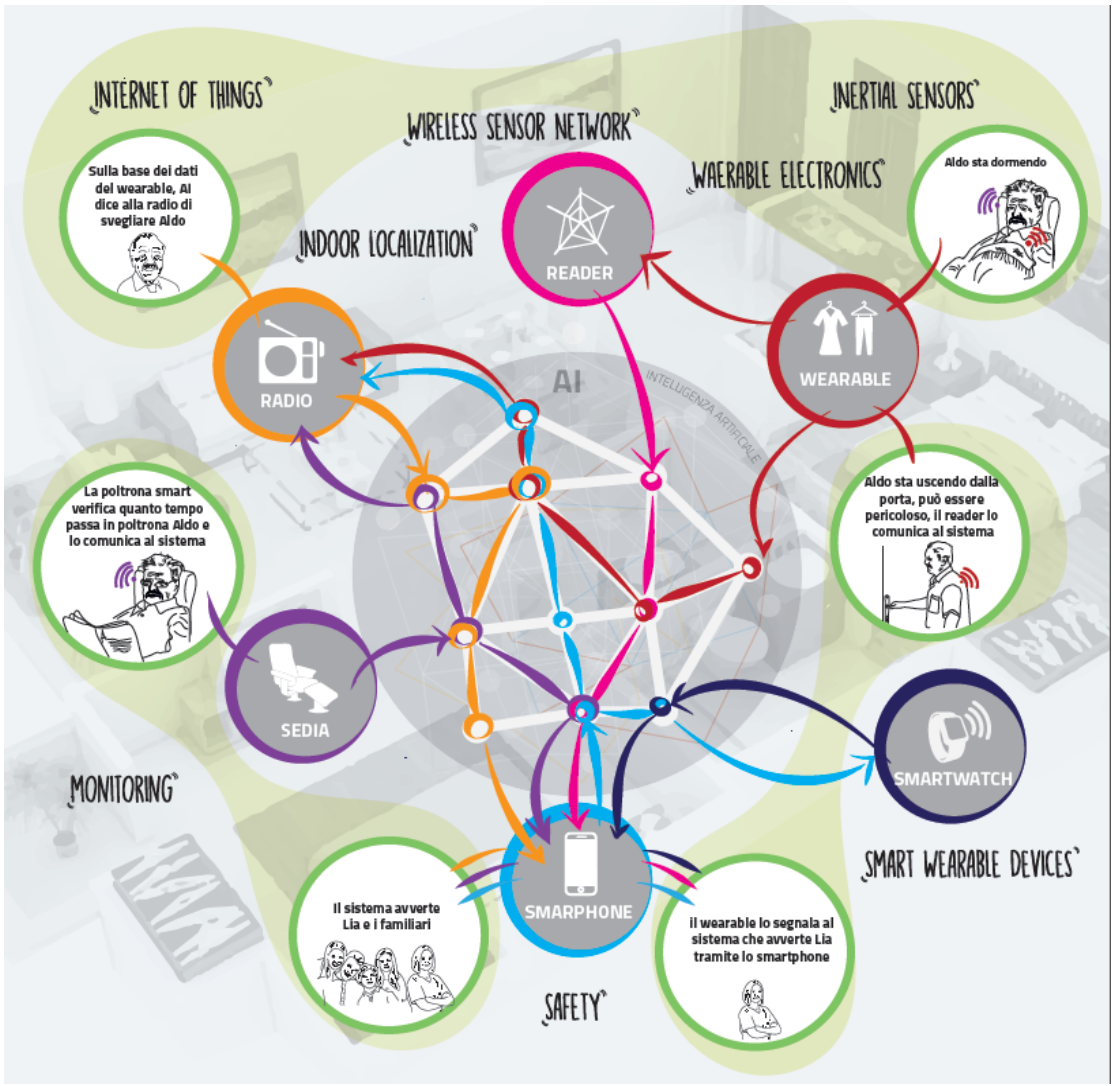 „INTERNET OF THINGS”
„INERTIAL SENSORS”
„WIRELESS SENSOR NETWORK”
„WAERABLE ELECTRONICS”
„INDOOR LOCALIZATION”
Sulla base dei dati
del wearable, AI
dice alla radio di
svegliare Aldo
Aldo sta dormendo
READER
RADIO
WEARABLE
AI
INTELLIGENZA ARTIFICIALE
La poltrona smart
verifica quanto tempo
passa in poltrona Aldo e
lo comunica al sistema
Aldo sta uscendo dalla
porta, può essere
pericoloso, il reader lo
comunica al sistema
SEDIA
SMARTWATCH
„MONITORING”
„SMART WEARABLE DEVICES”
SMARPHONE
Il sistema avverte
Lia e i familiari
il wearable lo segnala al
sistema che avverte Lia
tramite lo smartphone
„SAFETY”